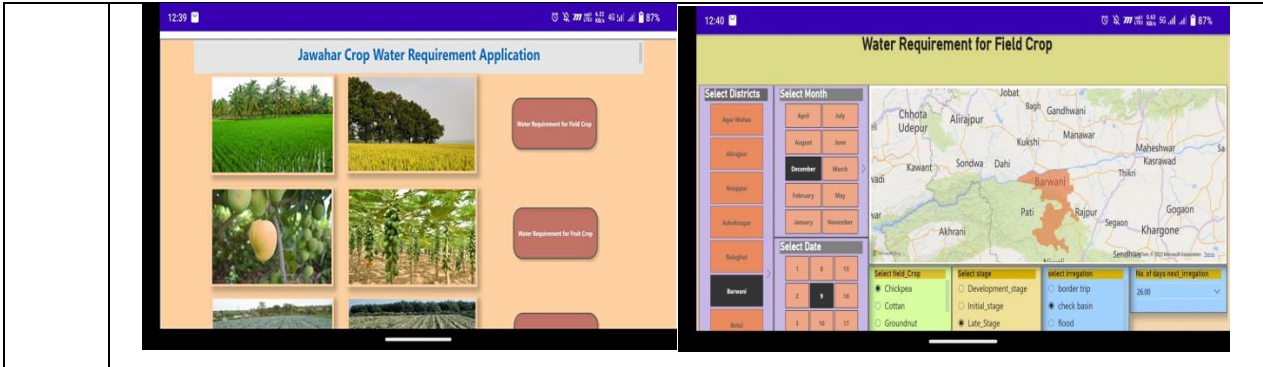 12:39
87%
Jawahar Crop Water Requirement Application
Water Requirement for Field Crop
Water Requirement for Fruit Crop
12:40
5G
87%
Water Requirement for Field Crop
Select Districts
Agar Malwa
Alirajpur
Anuppur
Ashoknagar
Balaghat
Barwani
Betul
Select Month
April July
August June
December March
February May
January November
Select Date
1 8 15
2 9 16
3 10 17
Jobat
Bagh Gandhwani
Chhota Udepur
Alirajpur
Kukshi
Manawar
Maheshwar
Kasrawad
Sa
Kawant
Sondwa Dahi
Thikri
vadi
Barwani
Pati
Rajpur
Gogaon
Segaon
Khargone
war
Akhrani
Sendhwa
Select field_Crop
Chickpea
Cottan
Groundnut
Select stage
Development_stage
Initial_stage
Late_Stage
select irregation
border trip
check basin
flood
No. of days next_irregation
26.00